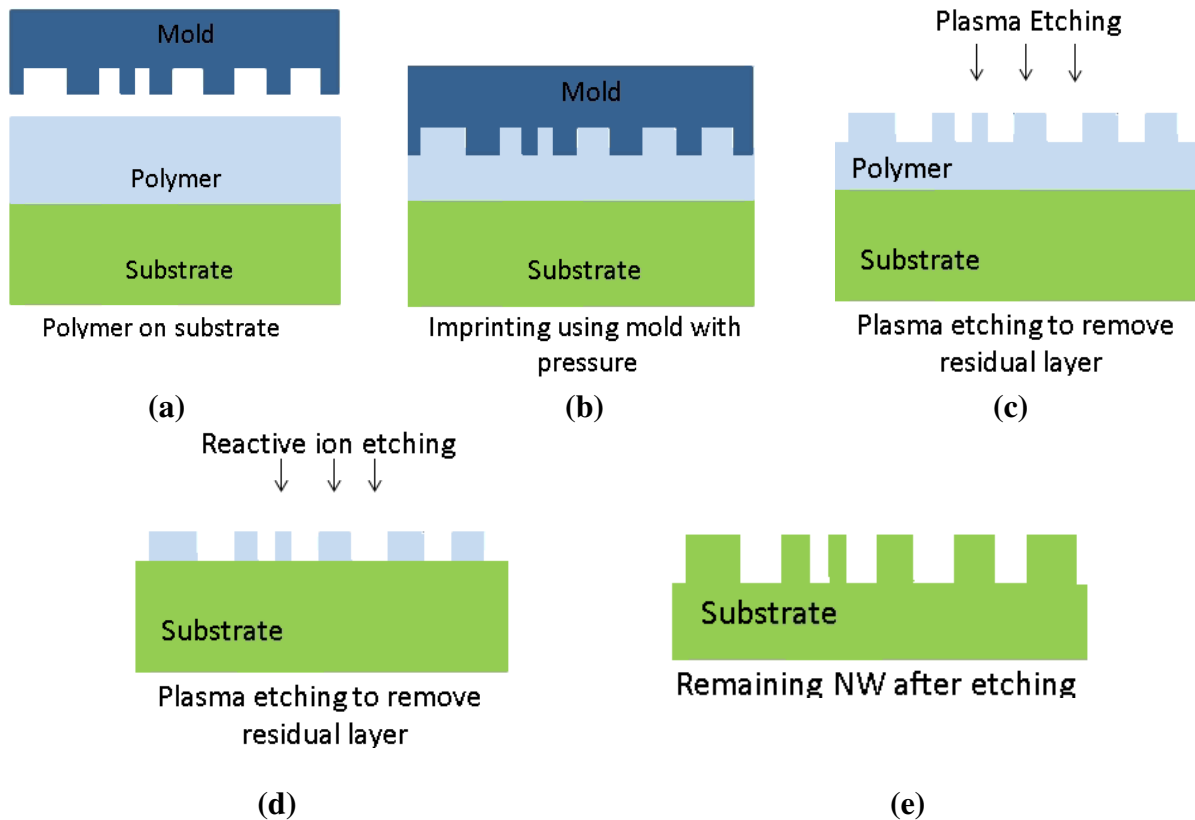 Mold
Polymer
Substrate
Polymer on substrate
(a)
Mold
Substrate
Imprinting using mold with
pressure
(b)
Plasma Etching
Polymer
Substrate
Plasma etching to remove
residual layer
(c)
Reactive ion etching
Substrate
Plasma etching to remove
residual layer
(d)
Substrate
Remaining NW after etching
(e)